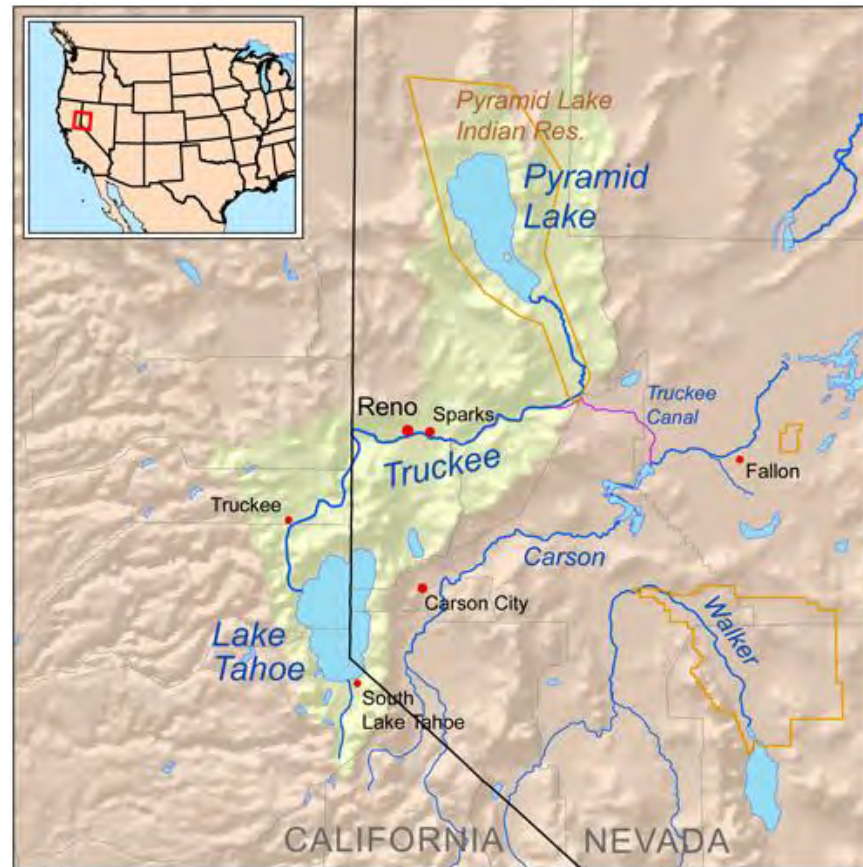 Pyramid Lake
Indian Res.
Pyramid
Lake
Reno
Sparks
Truckee
Canal
Truckee
Fallon
Truckee
Carson
Carson City
Walker
Lake
Tahoe
South
Lake Tahoe
CALIFORNIA
NEVADA